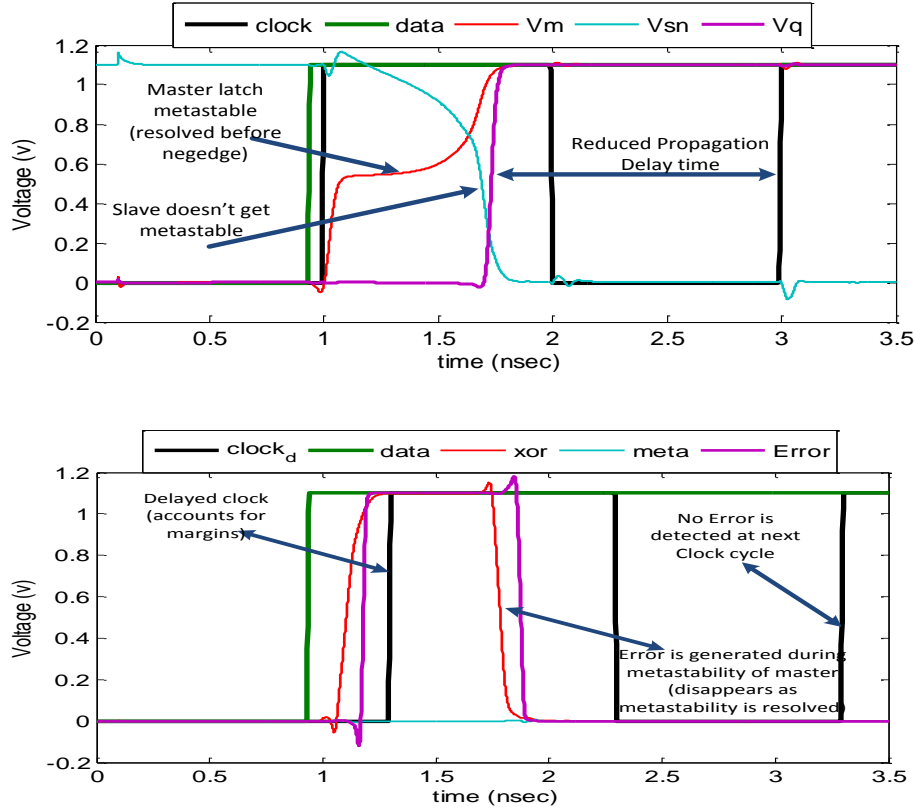 clock data Vm Vsn Vq
1.2
1
0.8
0.6
0.4
0.2
0
-0.2
Voltage (v)
Master latch
metastable
(resolved before
negedge)
Slave doesn't get
metastable
Reduced Propagation
Delay time
0 0.5 1 1.5 2 2.5 3 3.5
time (nsec)
clock_d data xor meta Error
1.2
1
0.8
0.6
0.4
0.2
0
-0.2
Voltage (v)
Delayed clock
(accounts for
margins)
No Error is
detected at next
Clock cycle
Error is generated during
metastability of master
(disappears as
metastability is resolved)
0 0.5 1 1.5 2 2.5 3 3.5
time (nsec)